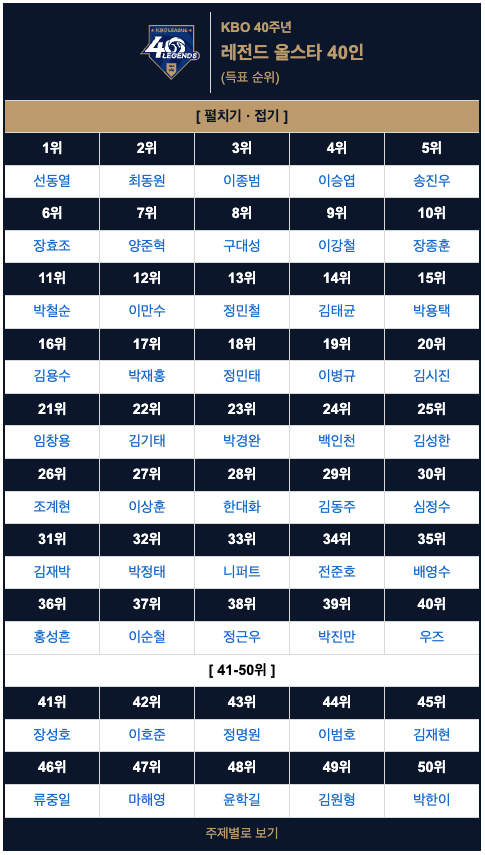 KBO LEAGUE
40
LEGENDS
KBO 40주년
레전드 올스타 40인
(득표 순위)
[ 펼치기 · 접기 ]
1위 2위 3위 4위 5위
선동열 최동원 이종범 이승엽 송진우
6위 7위 8위 9위 10위
장효조 양준혁 구대성 이강철 장종훈
11위 12위 13위 14위 15위
박철순 이만수 정민철 김태균 박용택
16위 17위 18위 19위 20위
김용수 박재홍 정민태 이병규 김시진
21위 22위 23위 24위 25위
임창용 김기태 박경완 백인천 김성한
26위 27위 28위 29위 30위
조계현 이상훈 한대화 김동주 심정수
31위 32위 33위 34위 35위
김재박 박정태 니퍼트 전준호 배영수
36위 37위 38위 39위 40위
홍성흔 이순철 정근우 박진만 우즈
[ 41-50위 ]
41위 42위 43위 44위 45위
장성호 이호준 정명원 이범호 김재현
46위 47위 48위 49위 50위
류중일 마해영 윤학길 김원형 박한이
주제별로 보기